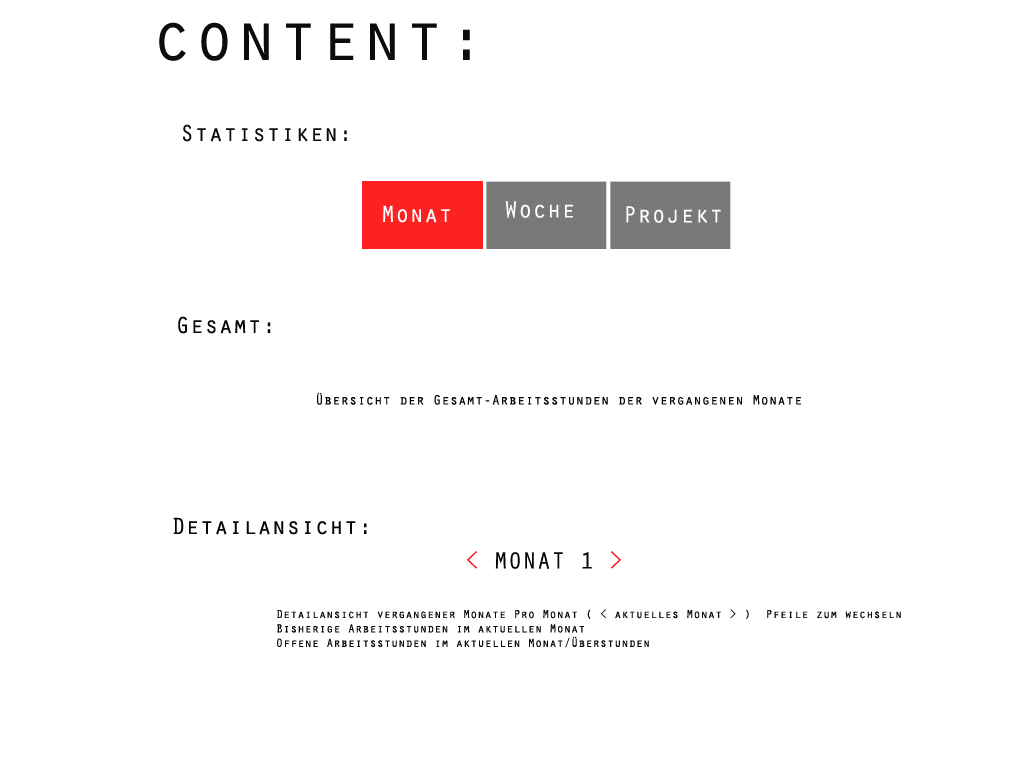 CONTENT:
Statistiken:
Monat Woche Projekt
Gesamt:
Übersicht der Gesamt-Arbeitsstunden der vergangenen Monate
Detailansicht:
< MONAT 1 >
Detailansicht vergangener Monate Pro Monat ( < aktuelles Monat > ) Pfeile zum wechseln
Bisherige Arbeitsstunden im aktuellen Monat
Offene Arbeitsstunden im aktuellen Monat/Überstunden